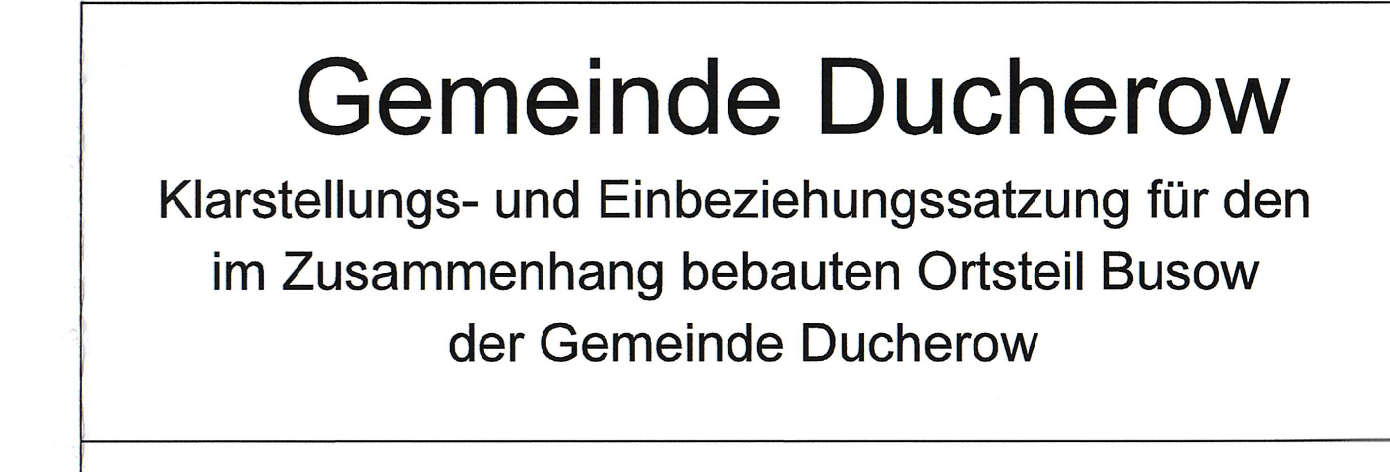 Gemeinde Ducherow
Klarstellungs- und Einbeziehungssatzung für den
im Zusammenhang bebauten Ortsteil Busow
der Gemeinde Ducherow